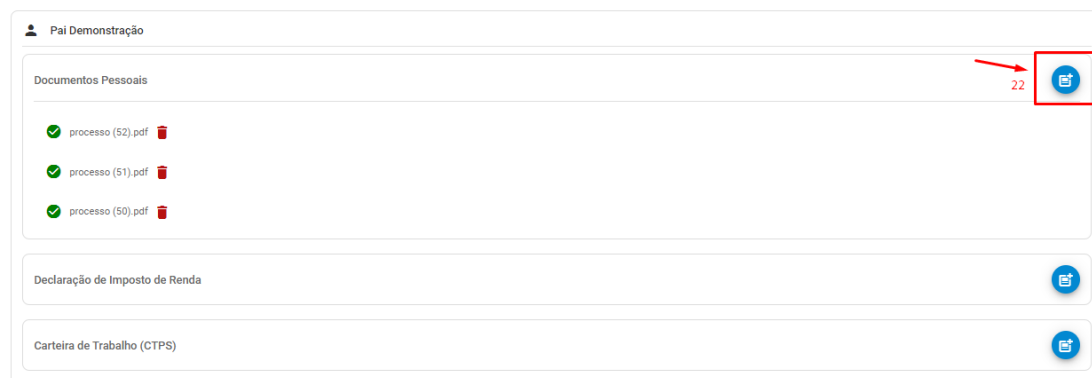 Pai Demonstração
Documentos Pessoais
22
processo (52).pdf
processo (51).pdf
processo (50).pdf
Declaração de Imposto de Renda
Carteira de Trabalho (CTPS)